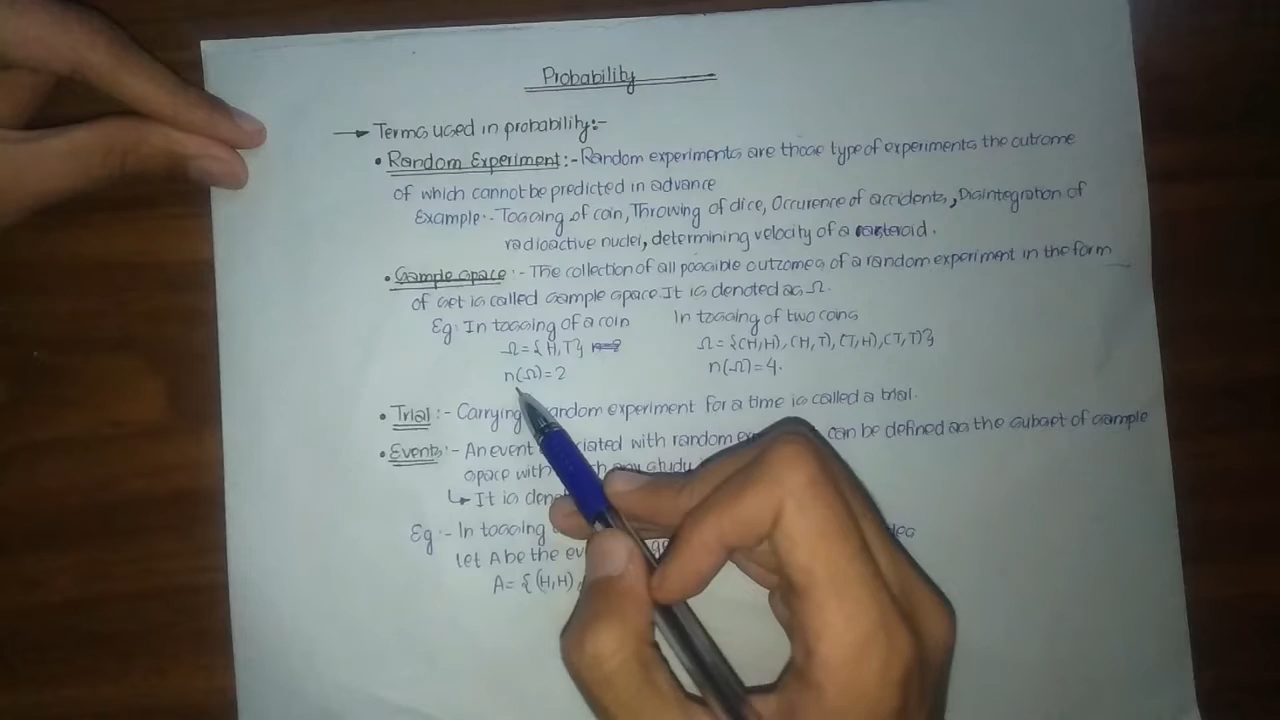 Probability
→ Terms used in probability:-
• Random Experiment:- Random experiments are those type of experiments the outcome
of which cannot be predicted in advance
Example:- Tossing of coin, Throwing of dice, Occurence of accidents, Disintegration of
radioactive nuclei, determining velocity of a asteroid.
• Sample space:- The collection of all possible outcomes of a random experiment in the form
of set is called sample space. It is denoted as Ω.
Eg: In tossing of a coin
Ω = {H,T}
n(Ω)=2
In tossing of two coins
Ω = {(H,H), (H,T), (T,H), (T,T)}
n(Ω)=4.
• Trial:- Carrying random experiment for a time is called a trial.
• Events:- An event with random can be defined as the subset of sample
space with any study
↳ It is
Eg:- In tossing
let A be the
A= {(H,H),